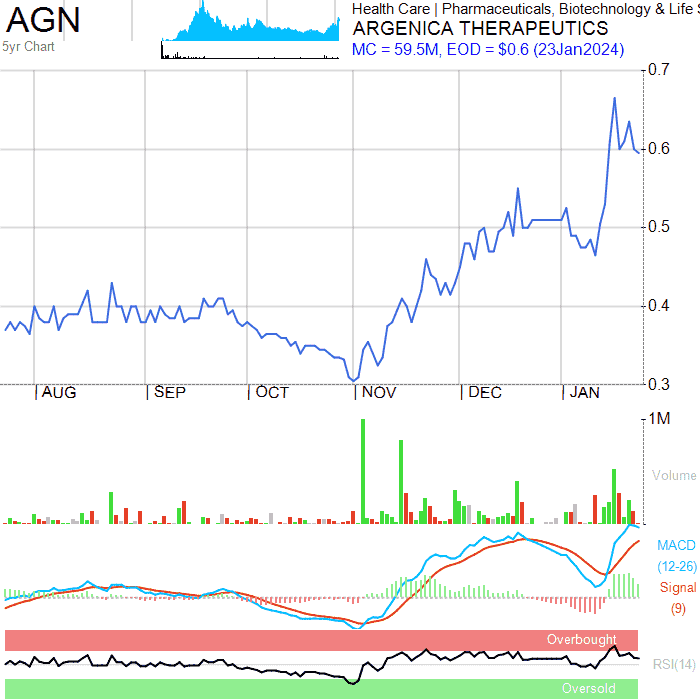 AGN
5yr Chart
Health Care | Pharmaceuticals, Biotechnology & Life
ARGENICA THERAPEUTICS
MC = 59.5M, EOD = $0.6 (23Jan2024)
0.7
0.6
0.5
0.4
0.3
AUG
SEP
OCT
NOV
DEC
JAN
1M
Volume
MACD
(12-26)
Signal
(9)
Overbought
RSI(14)
Oversold